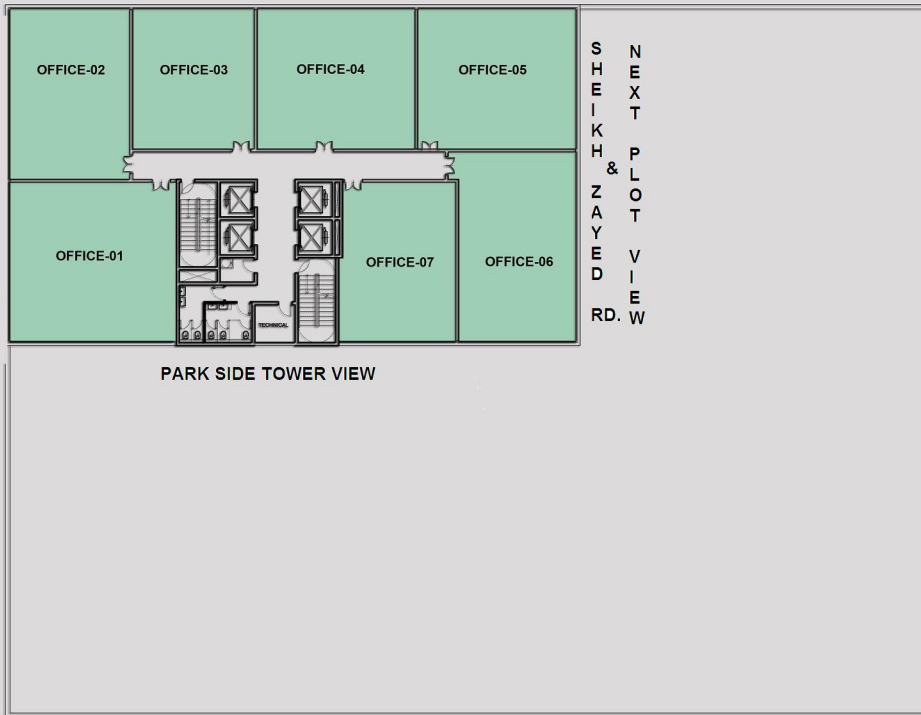 OFFICE-02
OFFICE-03
OFFICE-04
OFFICE-05
OFFICE-01
OFFICE-07
OFFICE-06
TECHNICAL
PARK SIDE TOWER VIEW
SHEIKH ZAYED RD.
&
NEXT PLOT VIEW